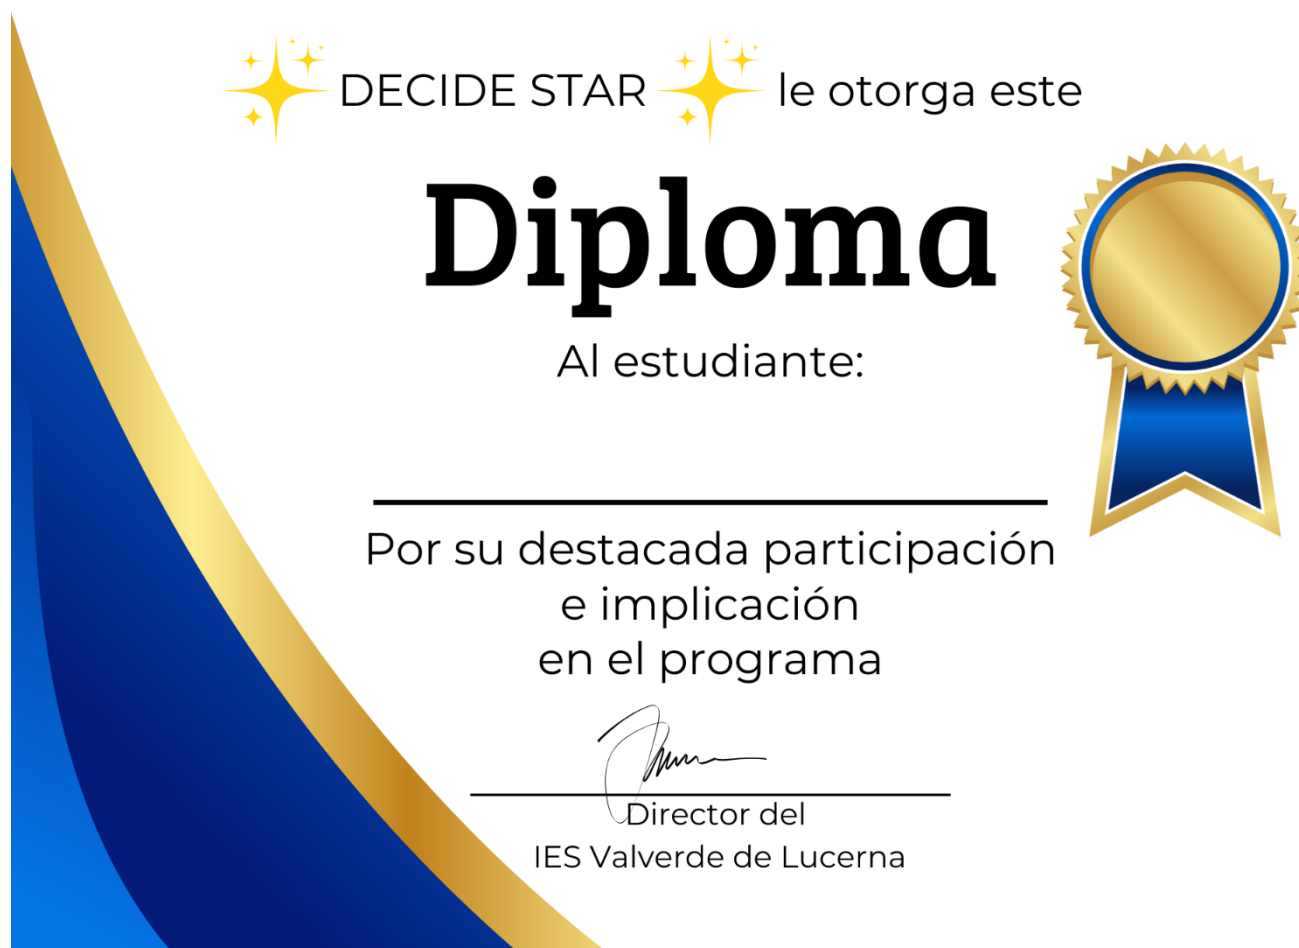 DECIDE STAR le otorga este
Diploma
Al estudiante:
Por su destacada participación
e implicación
en el programa
Director del
IES Valverde de Lucerna